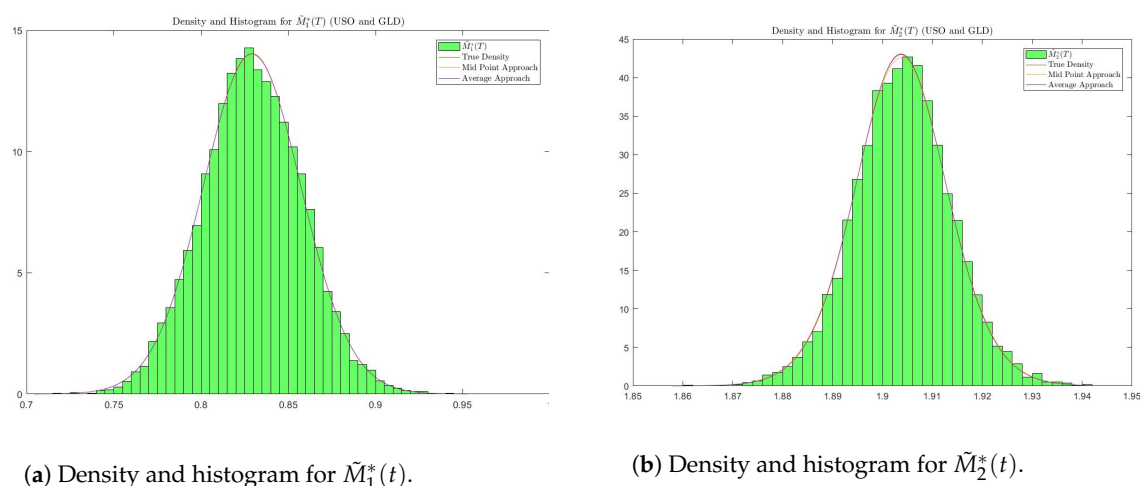 Density and Histogram for M̃₁*(T) (USO and GLD)
15
10
5
0
0.7
0.75
0.8
0.85
0.9
0.95
M̃₁*(T)
True Density
Mid Point Approach
Average Approach
(a) Density and histogram for M̃₁*(t).
Density and Histogram for M̃₂*(T) (USO and GLD)
45
40
35
30
25
20
15
10
5
0
1.85
1.86
1.87
1.88
1.89
1.9
1.91
1.92
1.93
1.94
1.95
M̃₂*(T)
True Density
Mid Point Approach
Average Approach
(b) Density and histogram for M̃₂*(t).